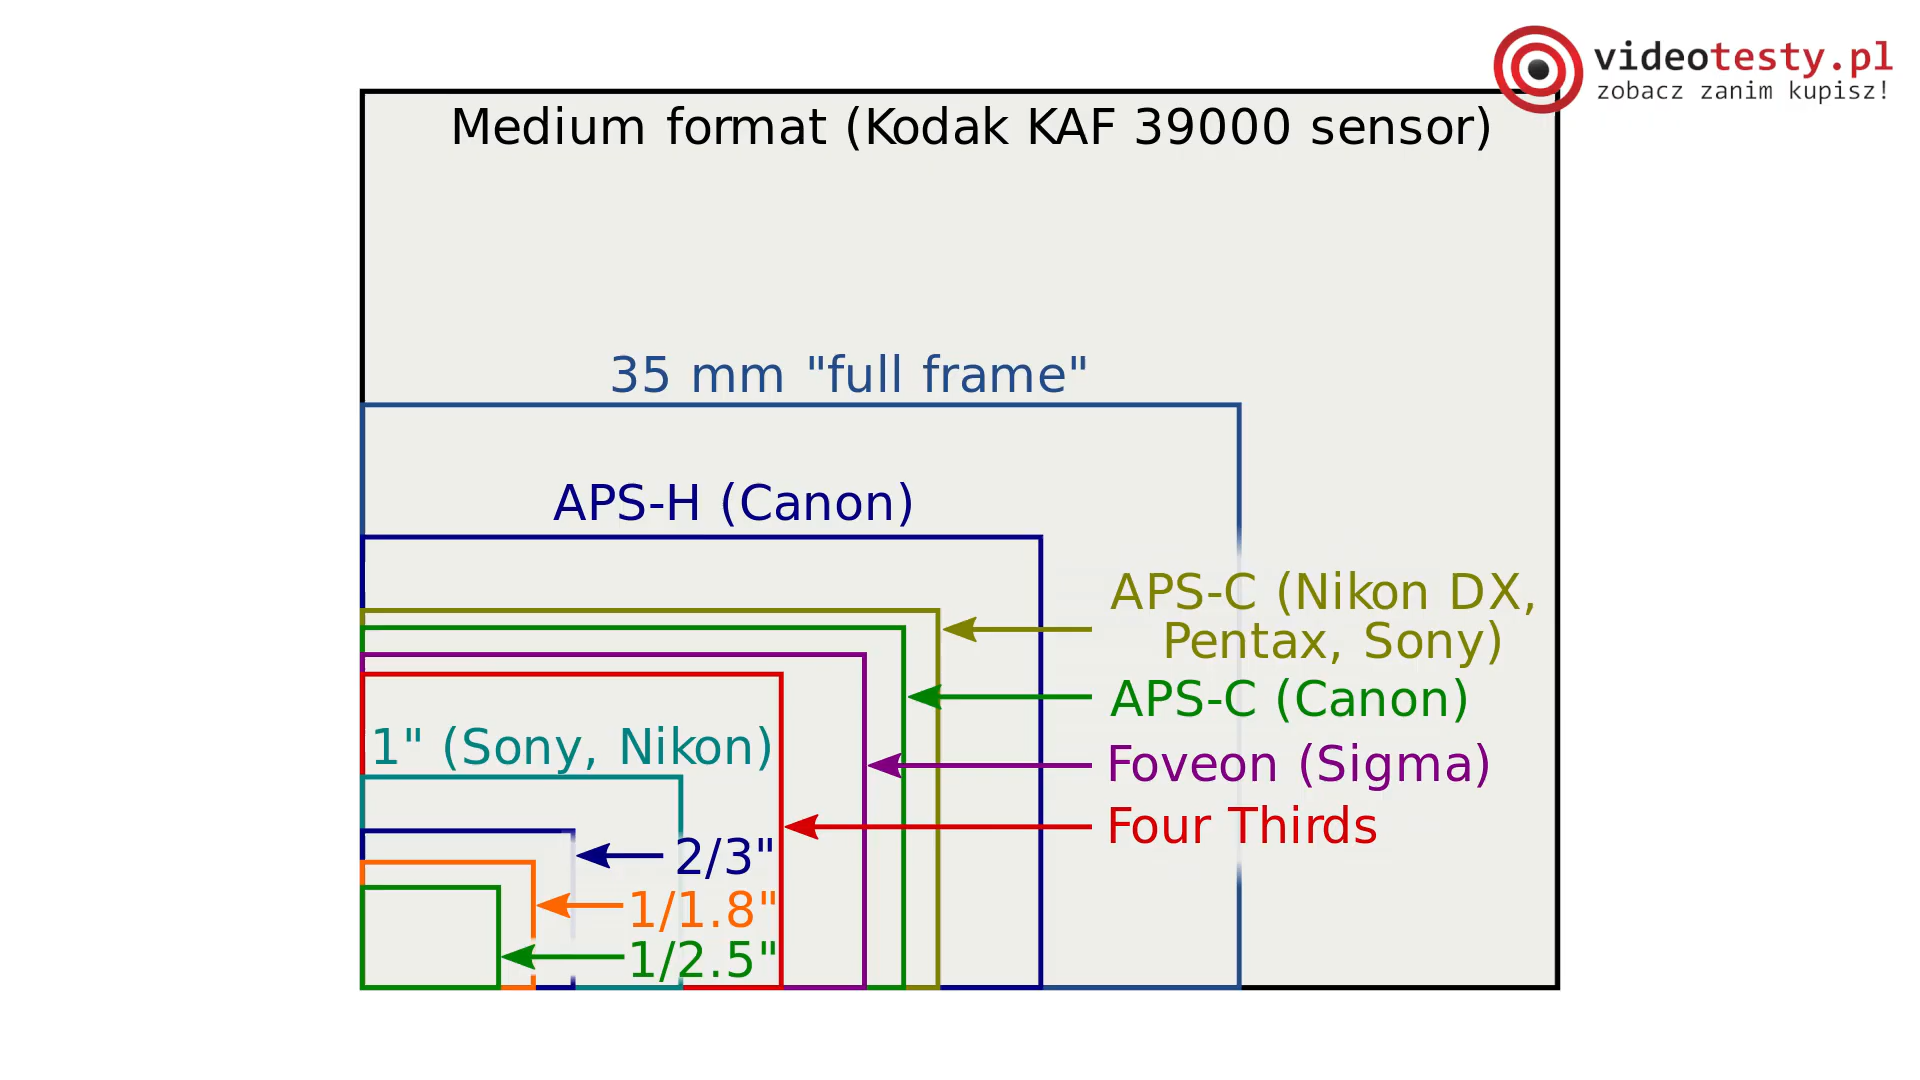 videotesty.pl
zobacz zanim kupisz!
Medium format (Kodak KAF 39000 sensor)
35 mm "full frame"
APS-H (Canon)
APS-C (Nikon DX,
Pentax, Sony)
APS-C (Canon)
1" (Sony, Nikon)
Foveon (Sigma)
Four Thirds
2/3"
1/1.8"
1/2.5"